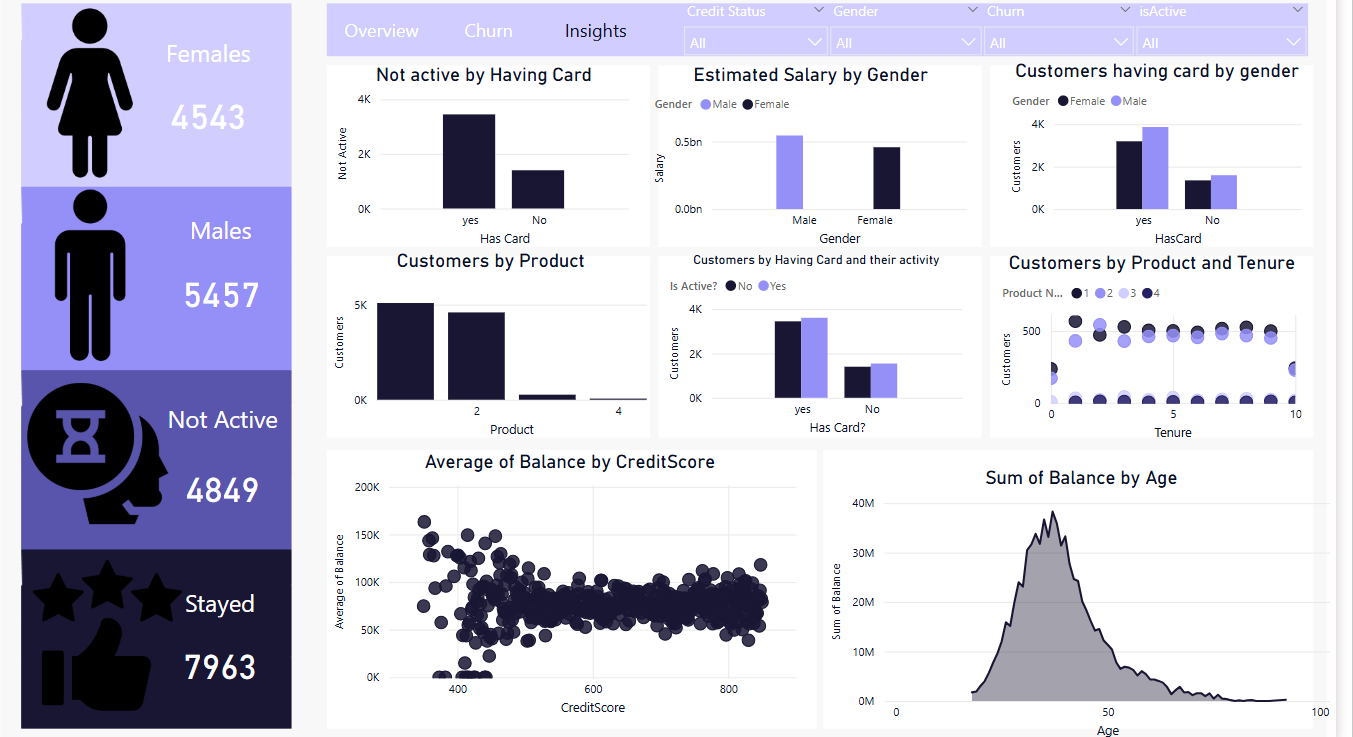 Females
4543
Males
5457
Not Active
4849
Stayed
7963
Overview Churn Insights
Credit Status Gender Churn isActive
All All All All
Not active by Having Card
4K
2K
0K
Not Active
yes No
Has Card
Estimated Salary by Gender
Gender Male Female
0.5bn
0.0bn
Salary
Male Female
Gender
Customers having card by gender
Gender Female Male
4K
2K
0K
Customers
yes No
HasCard
Customers by Product
5K
0K
Customers
2 4
Product
Customers by Having Card and their activity
Is Active? No Yes
4K
2K
0K
Customers
yes No
Has Card?
Customers by Product and Tenure
Product N... 1 2 3 4
500
0
Customers
0 5 10
Tenure
Average of Balance by CreditScore
200K
150K
100K
50K
0K
Average of Balance
400 600 800
CreditScore
Sum of Balance by Age
40M
30M
20M
10M
0M
Sum of Balance
0 50 100
Age